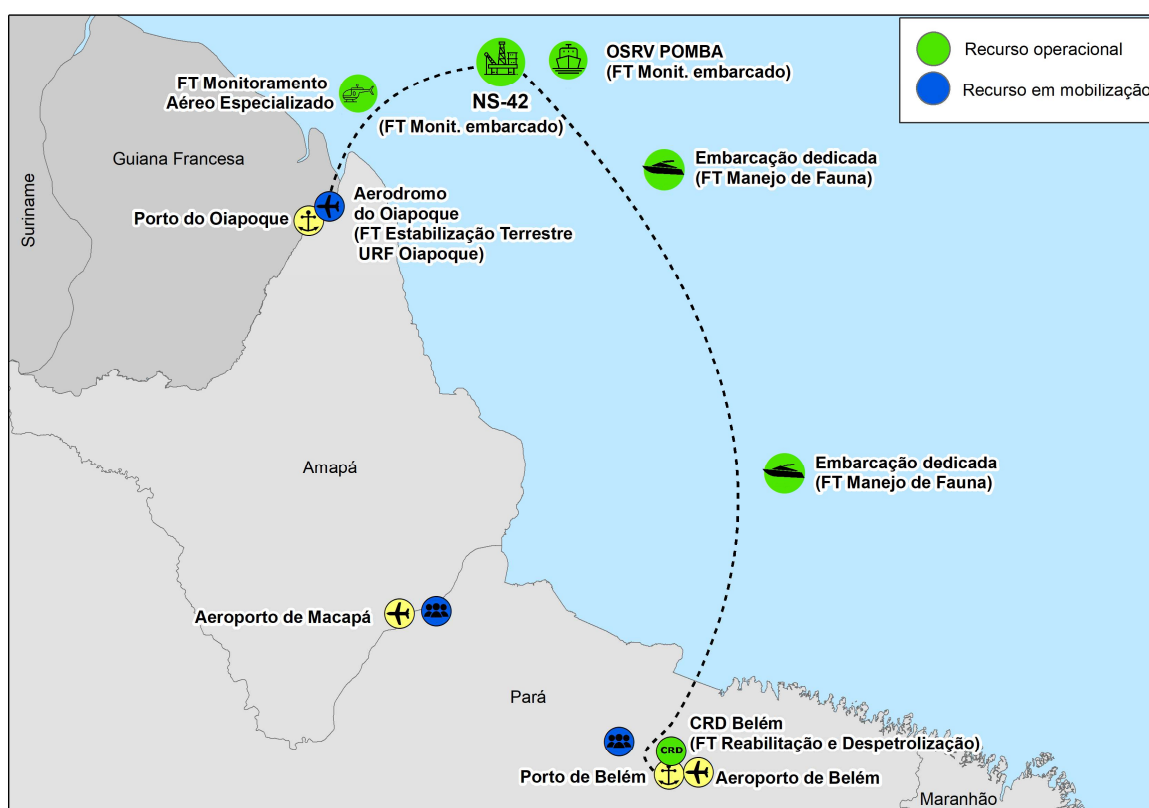 OSRV POMBA
(FT Monit. embarcado)
Recurso operacional
Recurso em mobilização
FT Monitoramento
Aéreo Especializado
NS-42
(FT Monit. embarcado)
Guiana Francesa
Embarcação dedicada
(FT Manejo de Fauna)
Suriname
Porto do Oiapoque
Aerodromo
do Oiapoque
(FT Estabilização Terrestre
URF Oiapoque)
Amapá
Embarcação dedicada
(FT Manejo de Fauna)
Aeroporto de Macapá
Pará
CRD Belém
(FT Reabilitação e Despetrolização)
CRD
Porto de Belém
Aeroporto de Belém
Maranhão